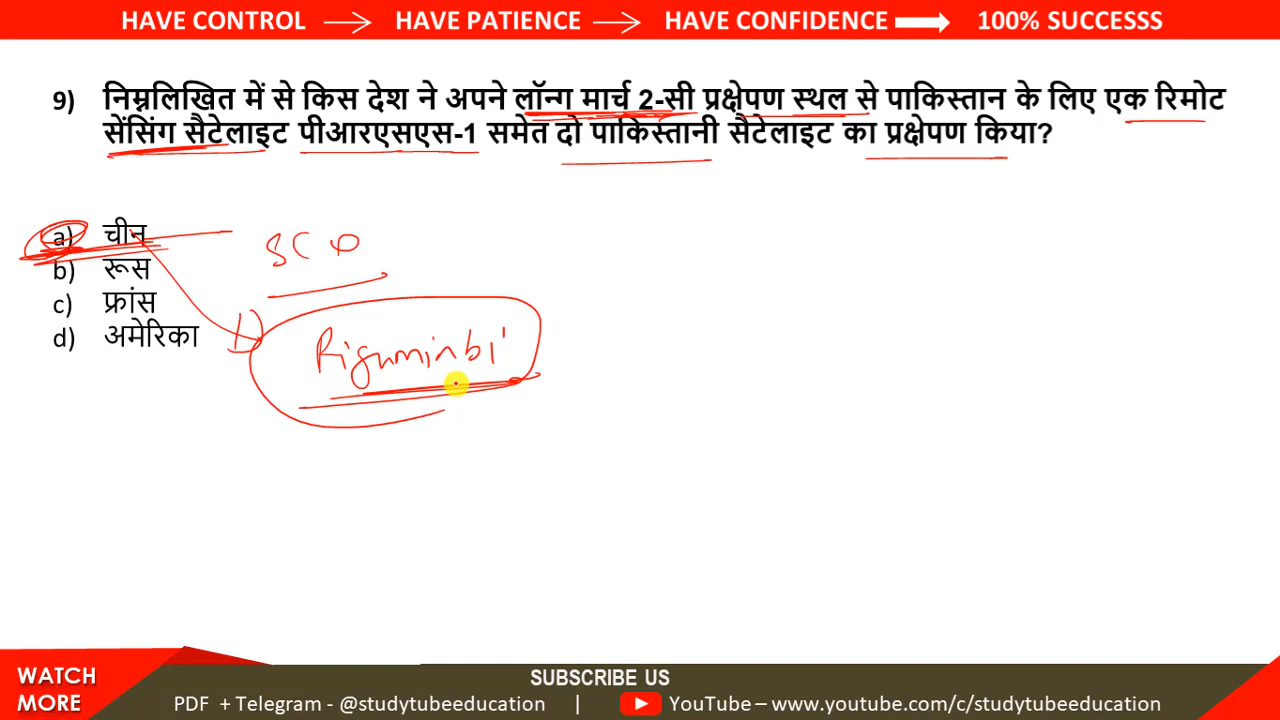 HAVE CONTROL HAVE PATIENCE HAVE CONFIDENCE 100% SUCCESSS
9) निम्नलिखित में से किस देश ने अपने लॉन्ग मार्च 2-सी प्रक्षेपण स्थल से पाकिस्तान के लिए एक रिमोट
सेंसिंग सैटेलाइट पीआरएसएस-1 समेत दो पाकिस्तानी सैटेलाइट का प्रक्षेपण किया?
a) चीन
b) रूस
c) फ्रांस
d) अमेरिका
SCO
Riguminbi
WATCH
MORE
SUBSCRIBE US
PDF + Telegram - @studytubeeducation | YouTube – www.youtube.com/c/studytubeeducation